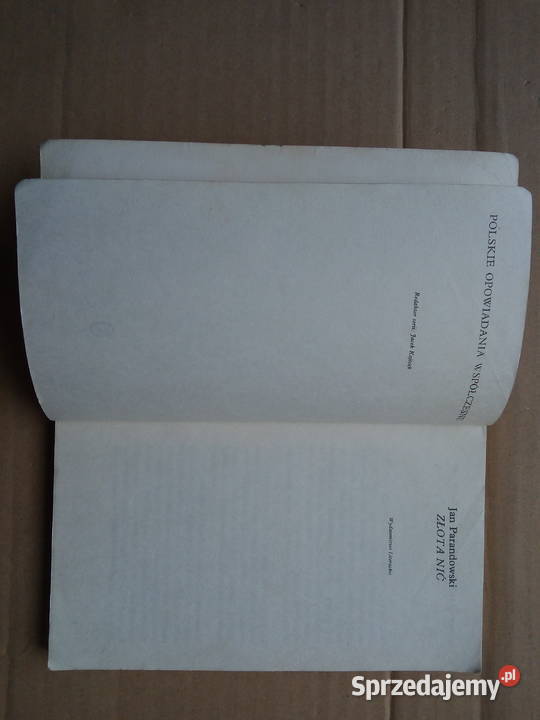 POLSKIE OPOWIADANIA WSPÓŁCZESNE
Redaktor serii: Jacek Kajtoch
Jan Parandowski
ZŁOTA NIĆ
Wydawnictwo Literackie
Sprzedajemy.pl